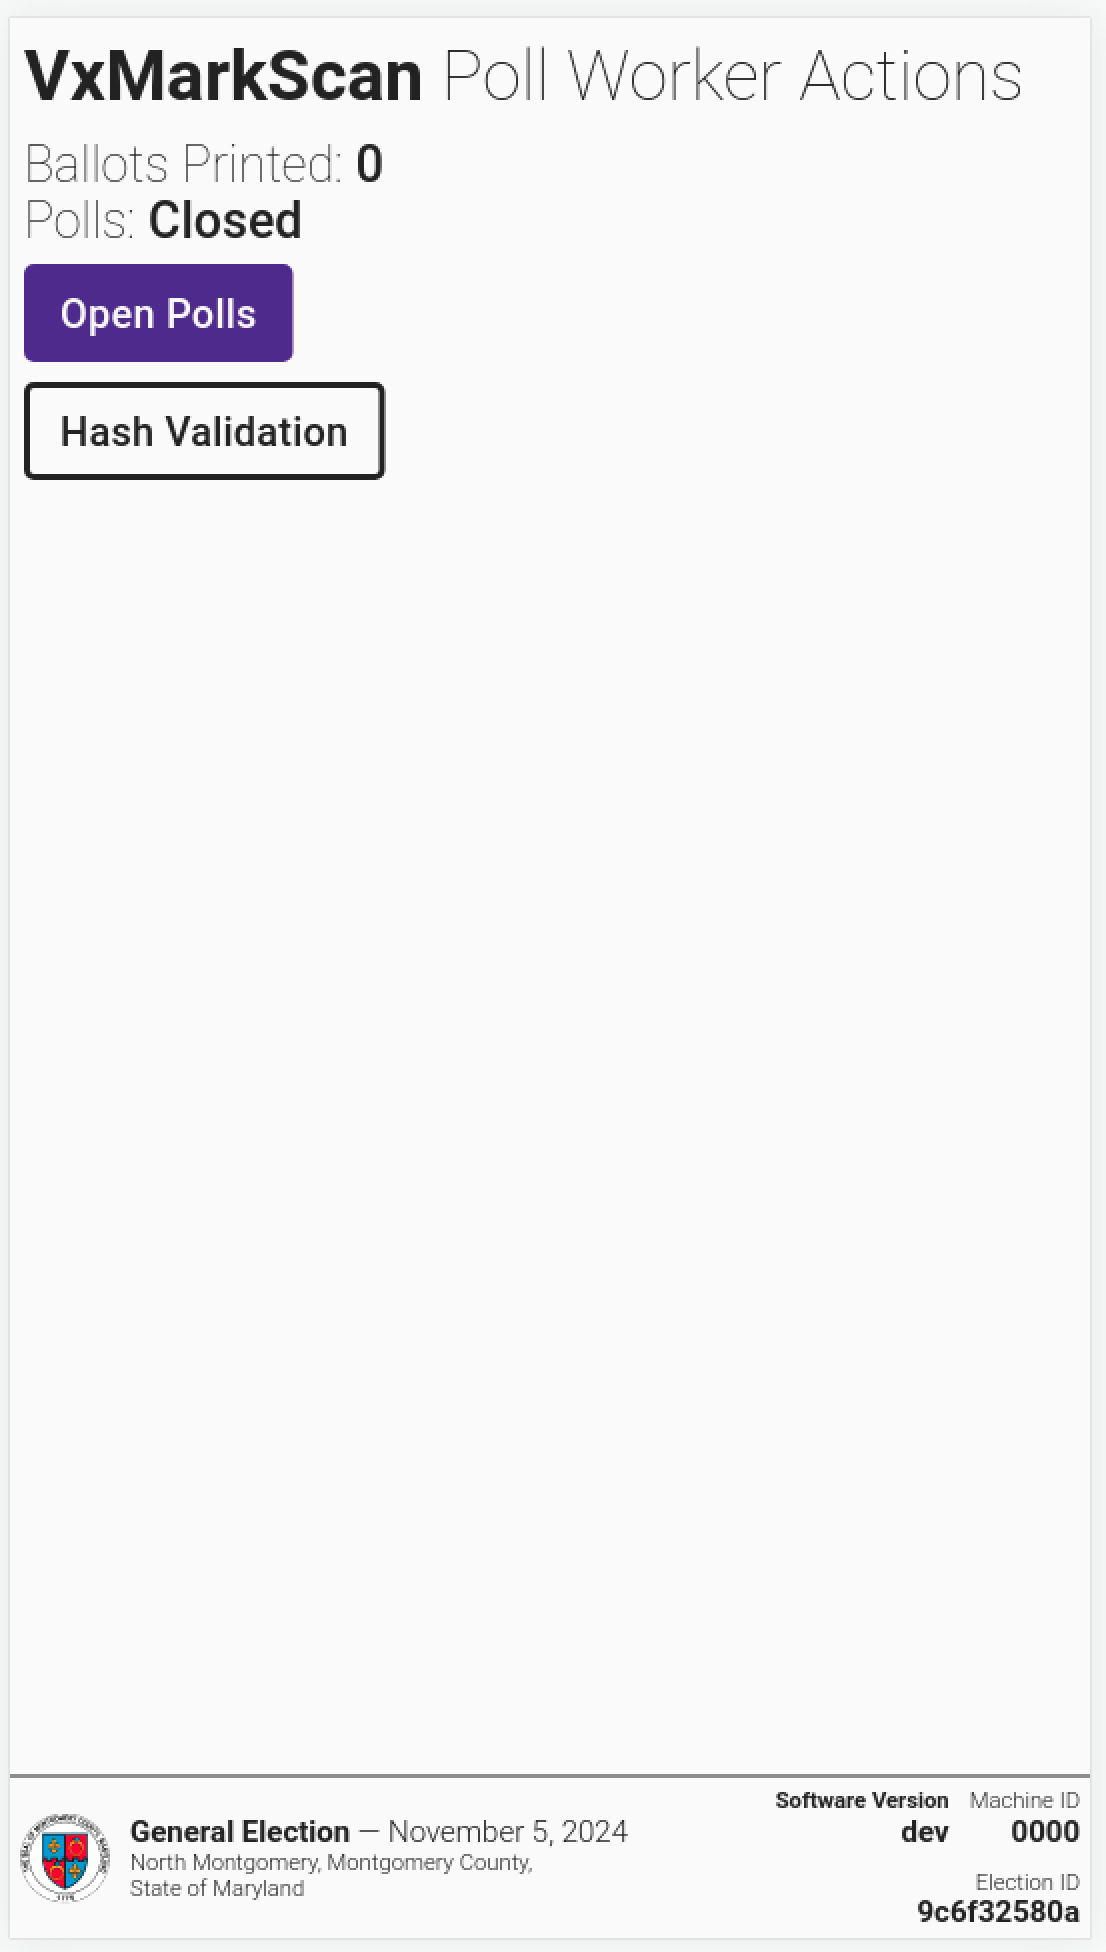 VxMarkScan Poll Worker Actions
Ballots Printed: 0
Polls: Closed
Open Polls
Hash Validation
General Election — November 5, 2024
North Montgomery, Montgomery County,
State of Maryland
Software Version
dev
Machine ID
0000
Election ID
9c6f32580a